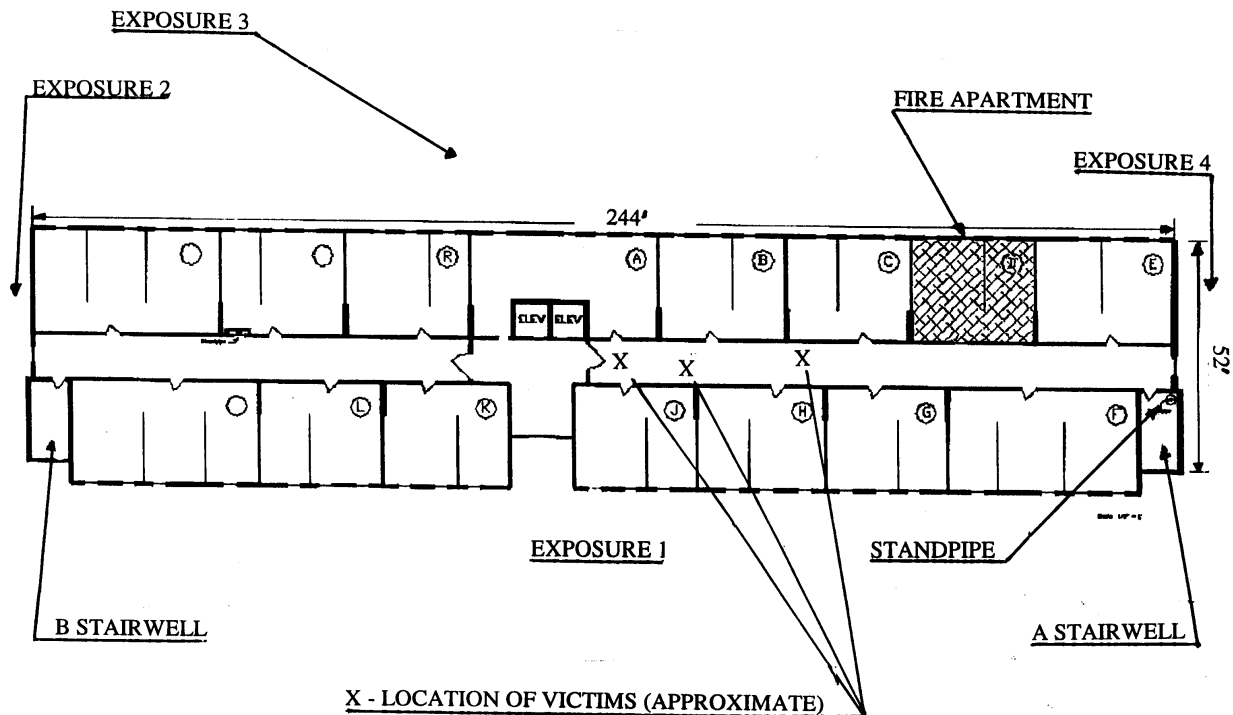 EXPOSURE 3
EXPOSURE 2
FIRE APARTMENT
EXPOSURE 4
244'
R
A
B
C
D
E
ELEV ELEV
52'
X
X
X
L
K
J
H
G
F
EXPOSURE 1
STANDPIPE
B STAIRWELL
A STAIRWELL
X - LOCATION OF VICTIMS (APPROXIMATE)